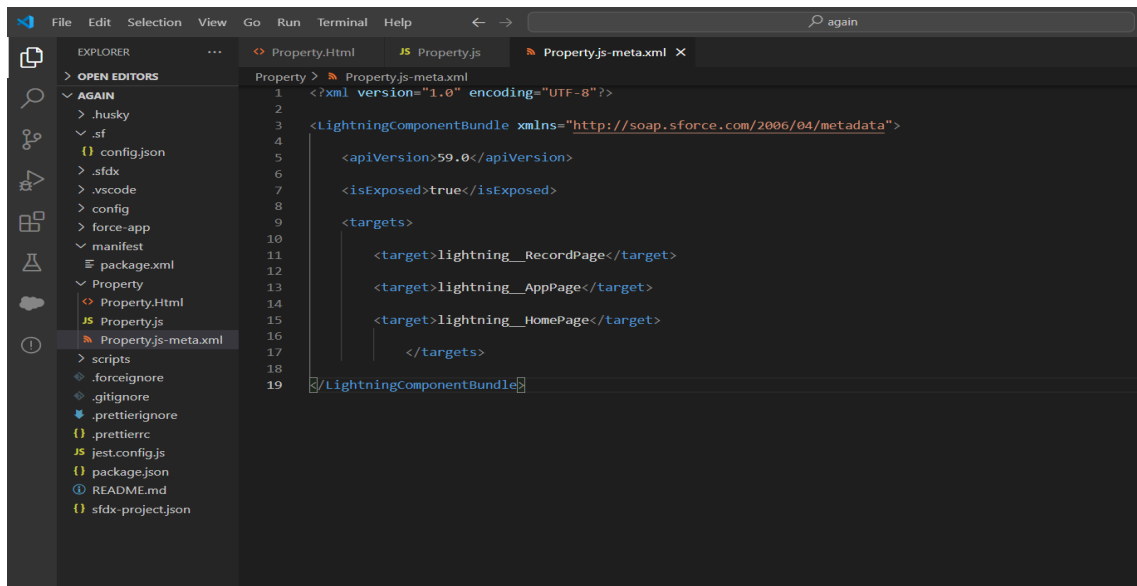 File Edit Selection View Go Run Terminal Help
again
EXPLORER
OPEN EDITORS
AGAIN
.husky
.sf
{} config.json
.sfdx
.vscode
config
force-app
manifest
package.xml
Property
<> Property.Html
JS Property.js
Property.js-meta.xml
scripts
.forceignore
.gitignore
.prettierignore
{} .prettierrc
JS jest.config.js
{} package.json
README.md
{} sfdx-project.json
<> Property.Html JS Property.js Property.js-meta.xml
Property > Property.js-meta.xml
1 <?xml version="1.0" encoding="UTF-8"?>
2
3 <LightningComponentBundle xmlns="http://soap.sforce.com/2006/04/metadata">
4
5 <apiVersion>59.0</apiVersion>
6
7 <isExposed>true</isExposed>
8
9 <targets>
10
11 <target>lightning__RecordPage</target>
12
13 <target>lightning__AppPage</target>
14
15 <target>lightning__HomePage</target>
16
17 </targets>
18
19 </LightningComponentBundle>